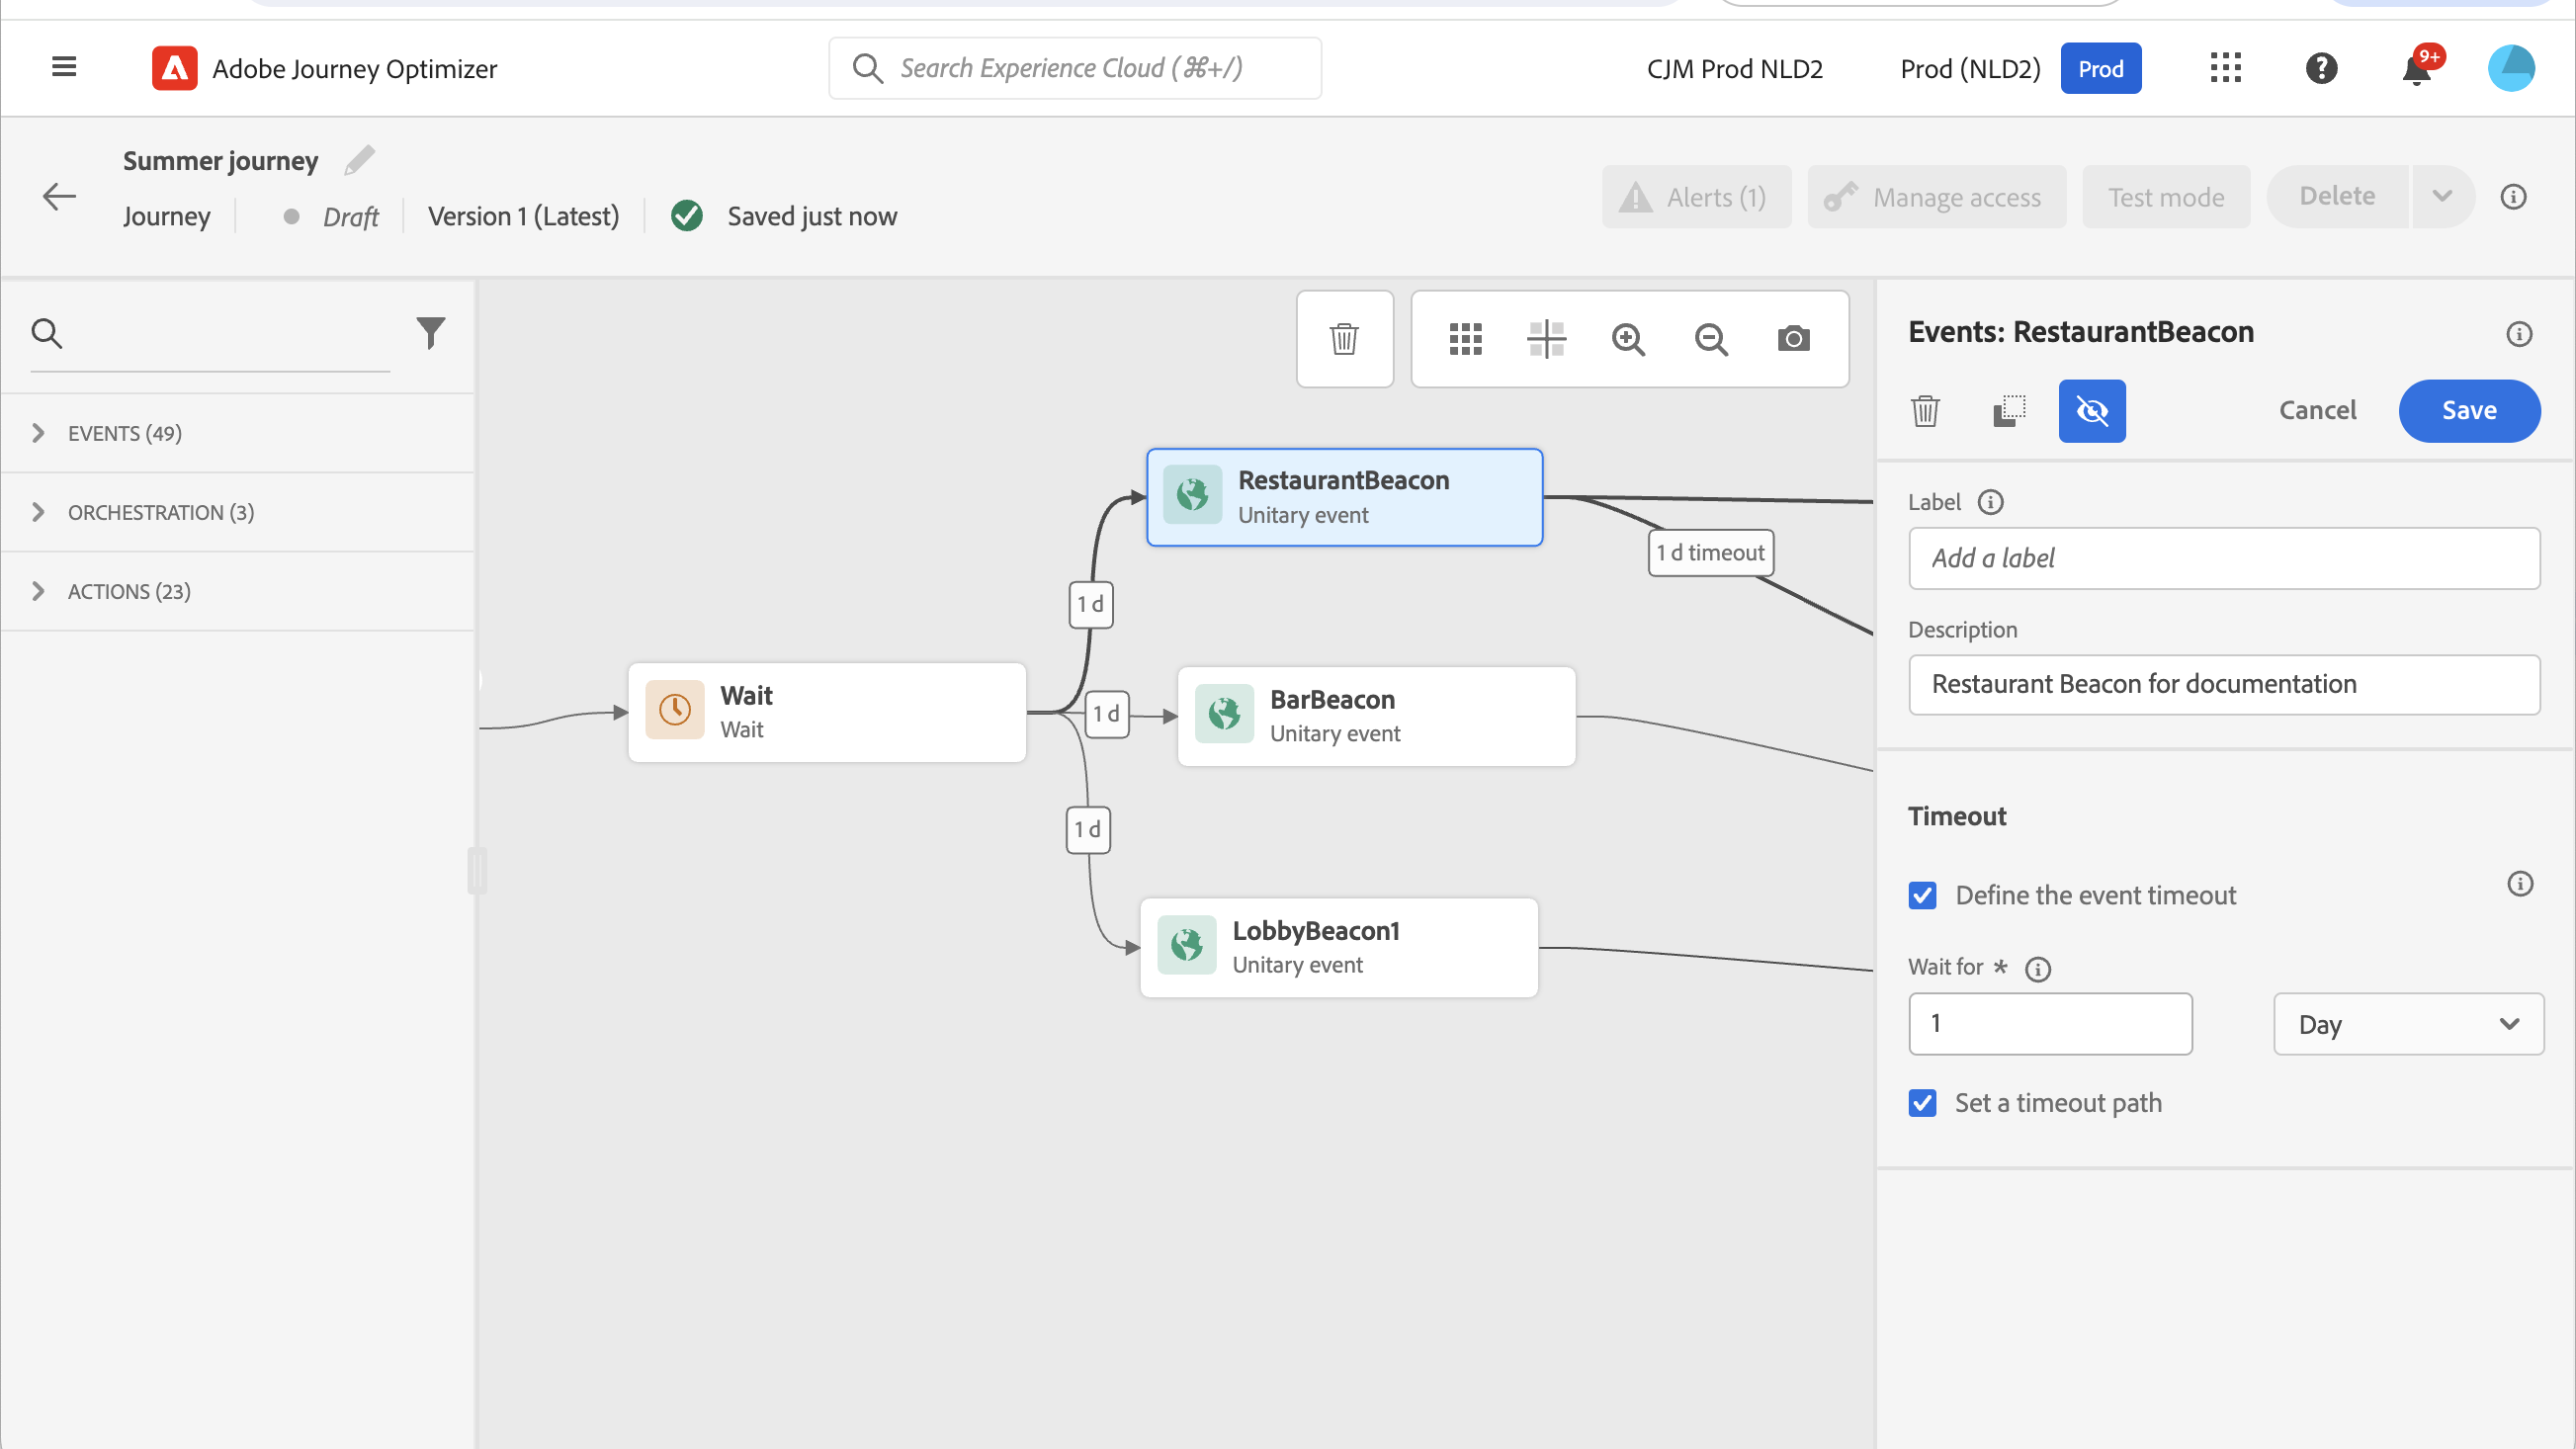 Adobe Journey Optimizer
Search Experience Cloud (⌘+/)
CJM Prod NLD2
Prod (NLD2)
Prod
9+
Summer journey
Journey
Draft
Version 1 (Latest)
Saved just now
Alerts (1)
Manage access
Test mode
Delete
EVENTS (49)
ORCHESTRATION (3)
ACTIONS (23)
RestaurantBeacon
Unitary event
1 d timeout
1 d
Wait
Wait
1 d
BarBeacon
Unitary event
1 d
LobbyBeacon1
Unitary event
Events: RestaurantBeacon
Cancel
Save
Label
Add a label
Description
Restaurant Beacon for documentation
Timeout
Define the event timeout
Wait for *
1
Day
Set a timeout path